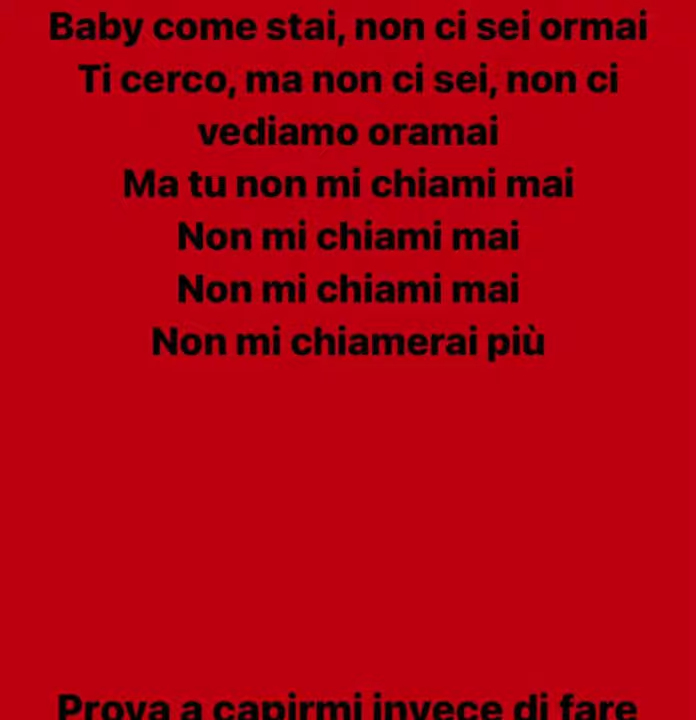 Baby come stai, non ci sei ormai
Ti cerco, ma non ci sei, non ci
vediamo oramai
Ma tu non mi chiami mai
Non mi chiami mai
Non mi chiami mai
Non mi chiamerai più
Prova a capirmi invece di fare